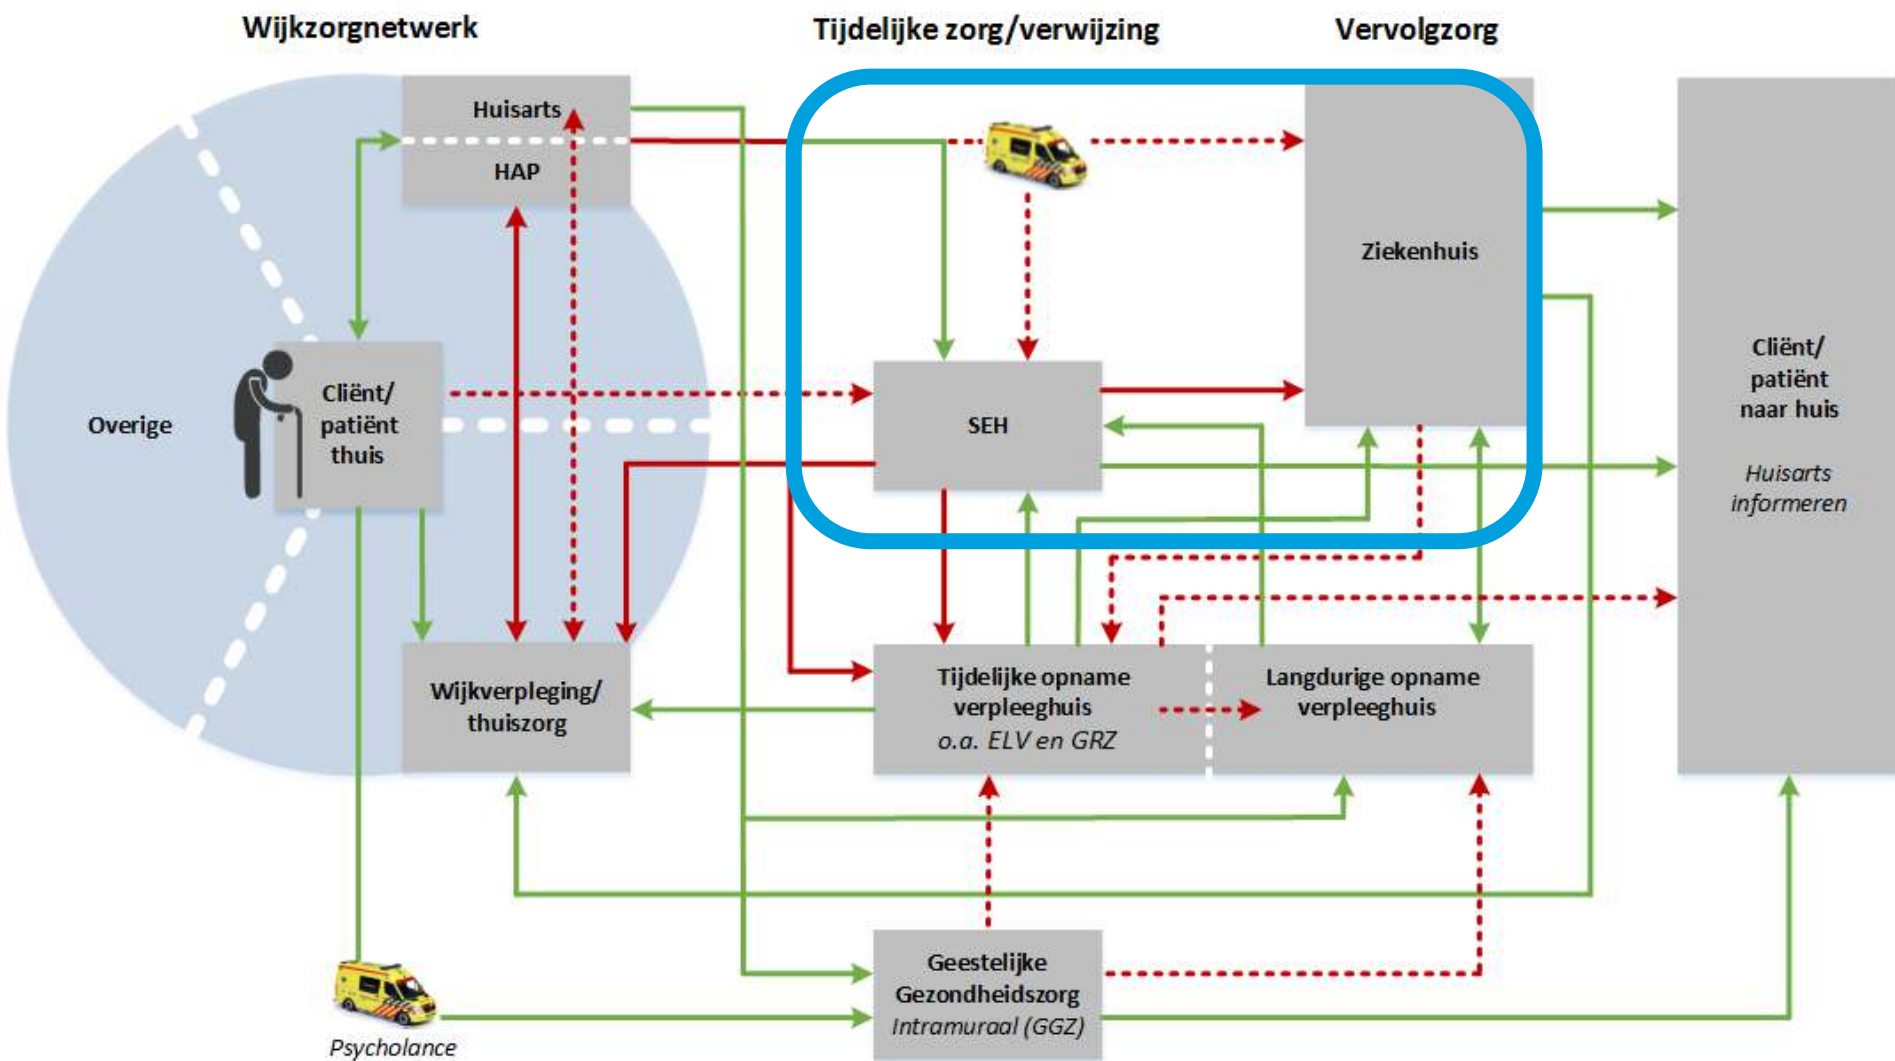 Wijkzorgnetwerk
Tijdelijke zorg/verwijzing
Vervolgzorg
Huisarts
HAP
Ziekenhuis
Cliënt/
patiënt
naar huis
Huisarts
informeren
Overige
Cliënt/
patiënt
thuis
SEH
Wijkverpleging/
thuiszorg
Tijdelijke opname
verpleeghuis
o.a. ELV en GRZ
Langdurige opname
verpleeghuis
Geestelijke
Gezondheidszorg
Intramuraal (GGZ)
Psycholance